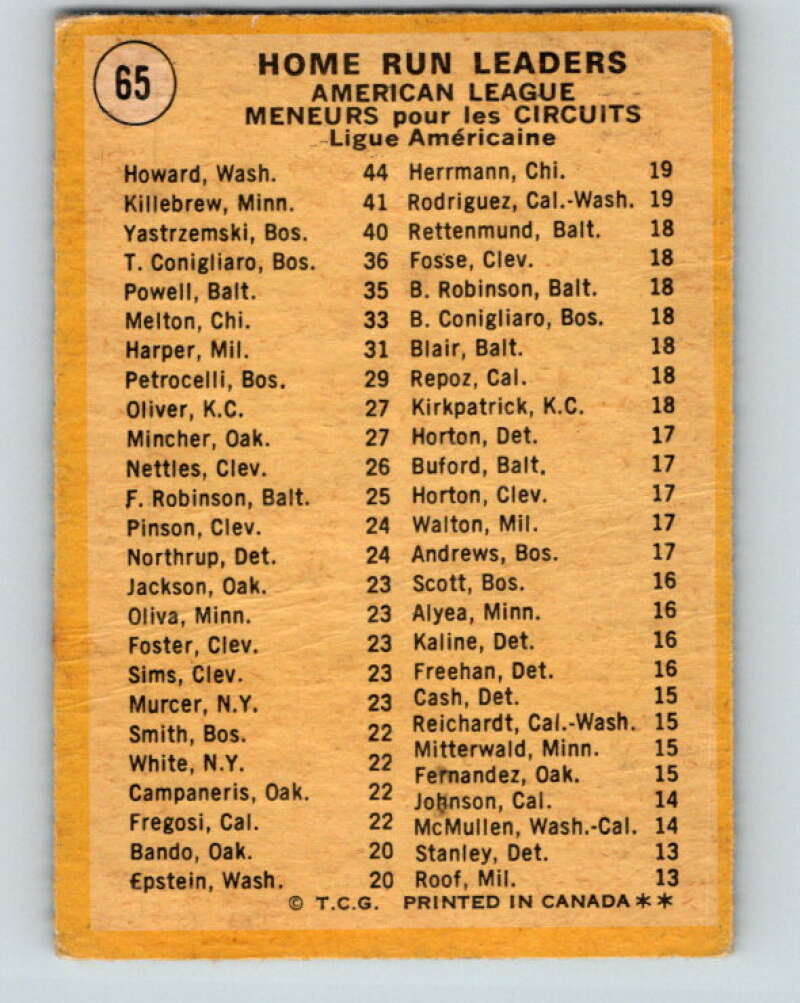 65
HOME RUN LEADERS
AMERICAN LEAGUE
MENEURS pour les CIRCUITS
Ligue Américaine
Howard, Wash. 44
Killebrew, Minn. 41
Yastrzemski, Bos. 40
T. Conigliaro, Bos. 36
Powell, Balt. 35
Melton, Chi. 33
Harper, Mil. 31
Petrocelli, Bos. 29
Oliver, K.C. 27
Mincher, Oak. 27
Nettles, Clev. 26
F. Robinson, Balt. 25
Pinson, Clev. 24
Northrup, Det. 24
Jackson, Oak. 23
Oliva, Minn. 23
Foster, Clev. 23
Sims, Clev. 23
Murcer, N.Y. 23
Smith, Bos. 22
White, N.Y. 22
Campaneris, Oak. 22
Fregosi, Cal. 22
Bando, Oak. 20
Epstein, Wash. 20
Herrmann, Chi. 19
Rodriguez, Cal.-Wash. 19
Rettenmund, Balt. 18
Fosse, Clev. 18
B. Robinson, Balt. 18
B. Conigliaro, Bos. 18
Blair, Balt. 18
Repoz, Cal. 18
Kirkpatrick, K.C. 18
Horton, Det. 17
Buford, Balt. 17
Horton, Clev. 17
Walton, Mil. 17
Andrews, Bos. 17
Scott, Bos. 16
Alyea, Minn. 16
Kaline, Det. 16
Freehan, Det. 16
Cash, Det. 15
Reichardt, Cal.-Wash. 15
Mitterwald, Minn. 15
Fernandez, Oak. 15
Johnson, Cal. 14
McMullen, Wash.-Cal. 14
Stanley, Det. 13
Roof, Mil. 13
© T.C.G. PRINTED IN CANADA**